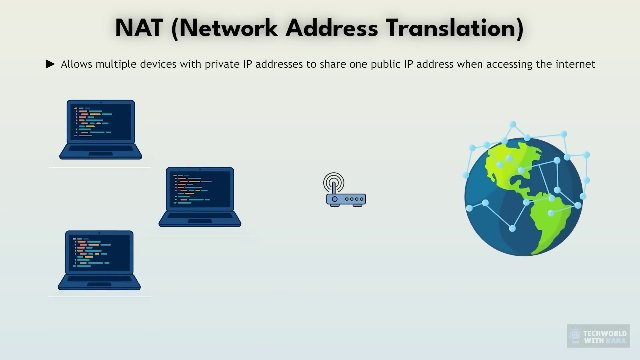 NAT (Network Address Translation)
► Allows multiple devices with private IP addresses to share one public IP address when accessing the internet
TECHWORLD
WITH NANA